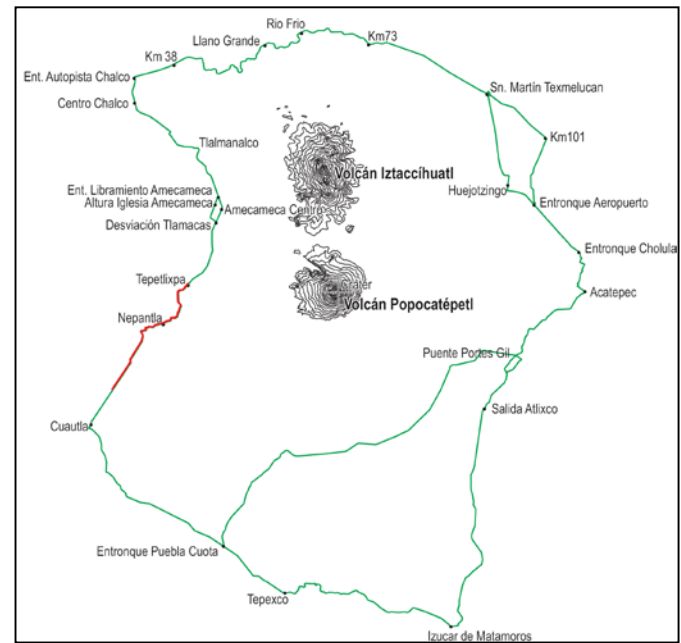 Rio Frio
Llano Grande
Km73
Km 38
Ent. Autopista Chalco
Sn. Martín Texmelucan
Centro Chalco
Km101
Tlalmanalco
Volcán Iztaccíhuatl
Ent. Libramiento Amecameca
Huejotzingo
Altura Iglesia Amecameca
Amecameca Centro
Entronque Aeropuerto
Desviación Tlamacas
Entronque Cholula
Tepetlixpa
Cráter
Acatepec
Volcán Popocatépetl
Nepantla
Puente Portes Gil
Salida Atlixco
Cuautla
Entronque Puebla Cuota
Tepexco
Izucar de Matamoros